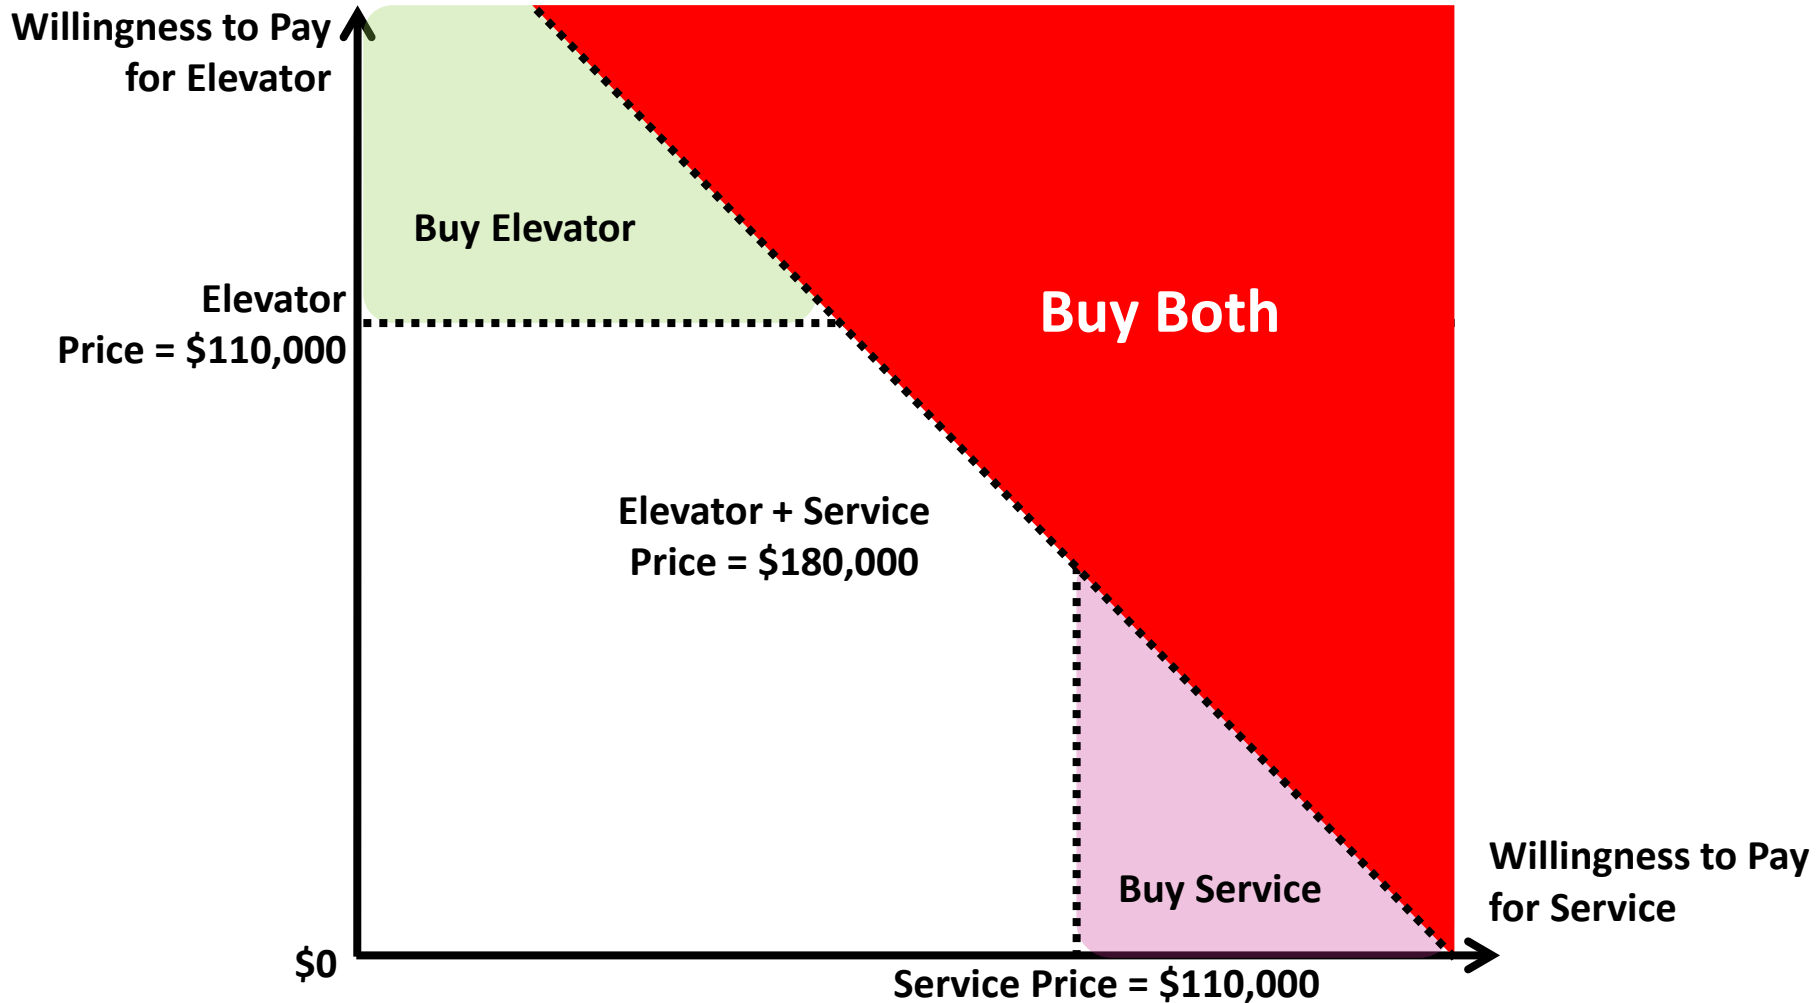 Willingness to Pay
for Elevator
Buy Elevator
Elevator
Price = $110,000
Buy Both
Elevator + Service
Price = $180,000
Buy Service
Willingness to Pay
for Service
$0
Service Price = $110,000